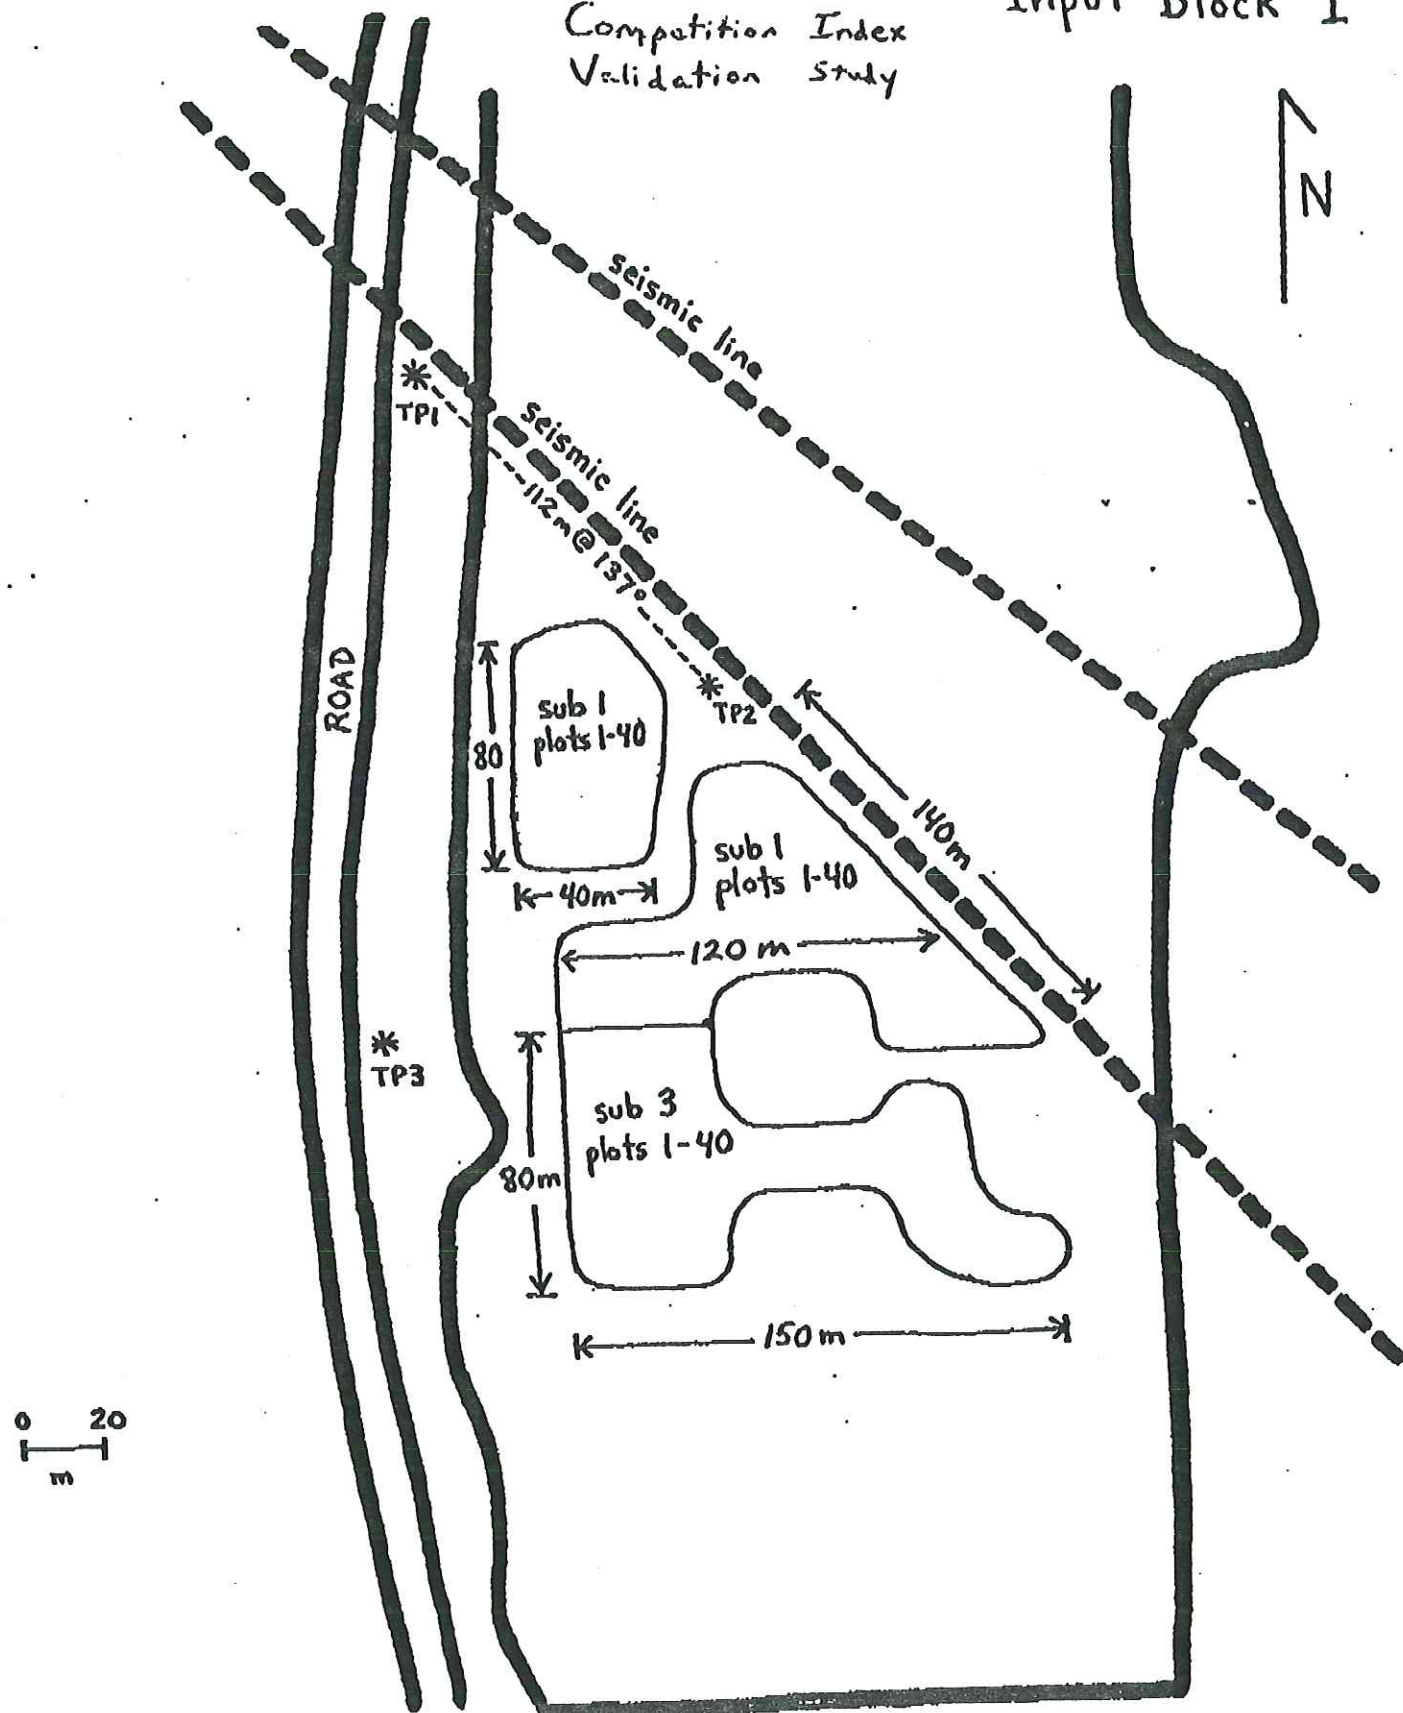 Input Block 1
Competition Index
Validation Study
N
seismic line
TP1
seismic line
112m@137°
TP2
ROAD
sub 1
plots 1-40
80
40m
140m
sub 1
plots 1-40
120 m
TP3
sub 3
plots 1-40
80m
150 m
0 20
m